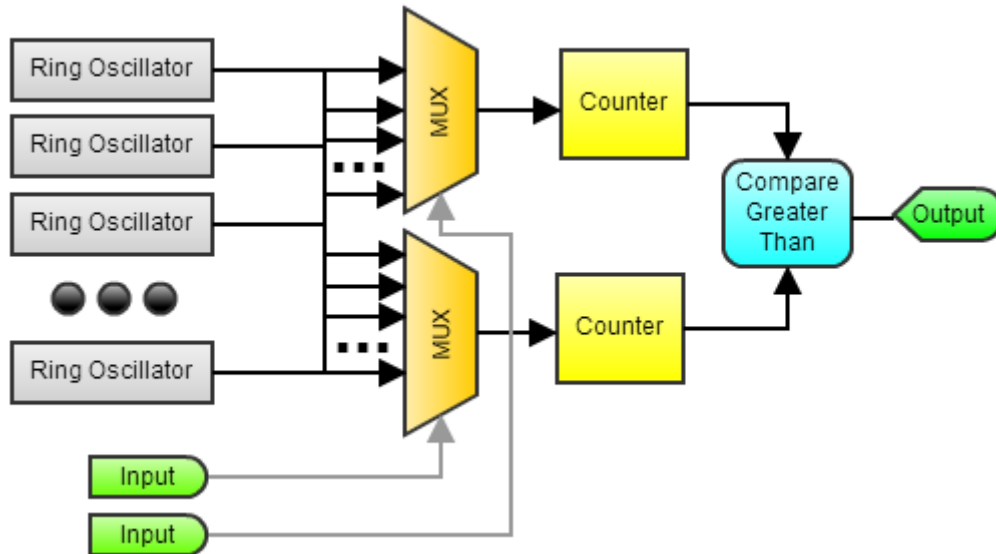 Ring Oscillator
Ring Oscillator
Ring Oscillator
Ring Oscillator
MUX
MUX
Counter
Counter
Compare
Greater
Than
Output
Input
Input